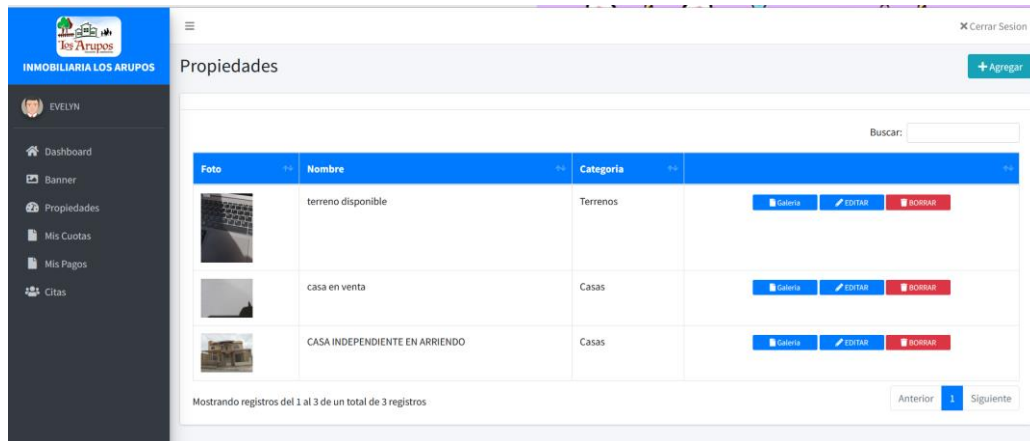 los Arupos
INMOBILIARIA LOS ARUPOS
EVELYN
Dashboard
Banner
Propiedades
Mis Cuotas
Mis Pagos
Citas
Cerrar Sesion
Propiedades
Agregar
Buscar:
Foto Nombre Categoria
terreno disponible Terrenos Galeria EDITAR BORRAR
casa en venta Casas Galeria EDITAR BORRAR
CASA INDEPENDIENTE EN ARRIENDO Casas Galeria EDITAR BORRAR
Mostrando registros del 1 al 3 de un total de 3 registros
Anterior 1 Siguiente